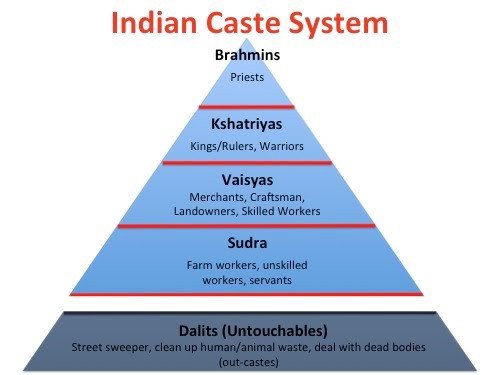 Indian Caste System
Brahmins
Priests
Kshatriyas
Kings/Rulers, Warriors
Vaisyas
Merchants, Craftsman,
Landowners, Skilled Workers
Sudra
Farm workers, unskilled
workers, servants
Dalits (Untouchables)
Street sweeper, clean up human/animal waste, deal with dead bodies
(out-castes)